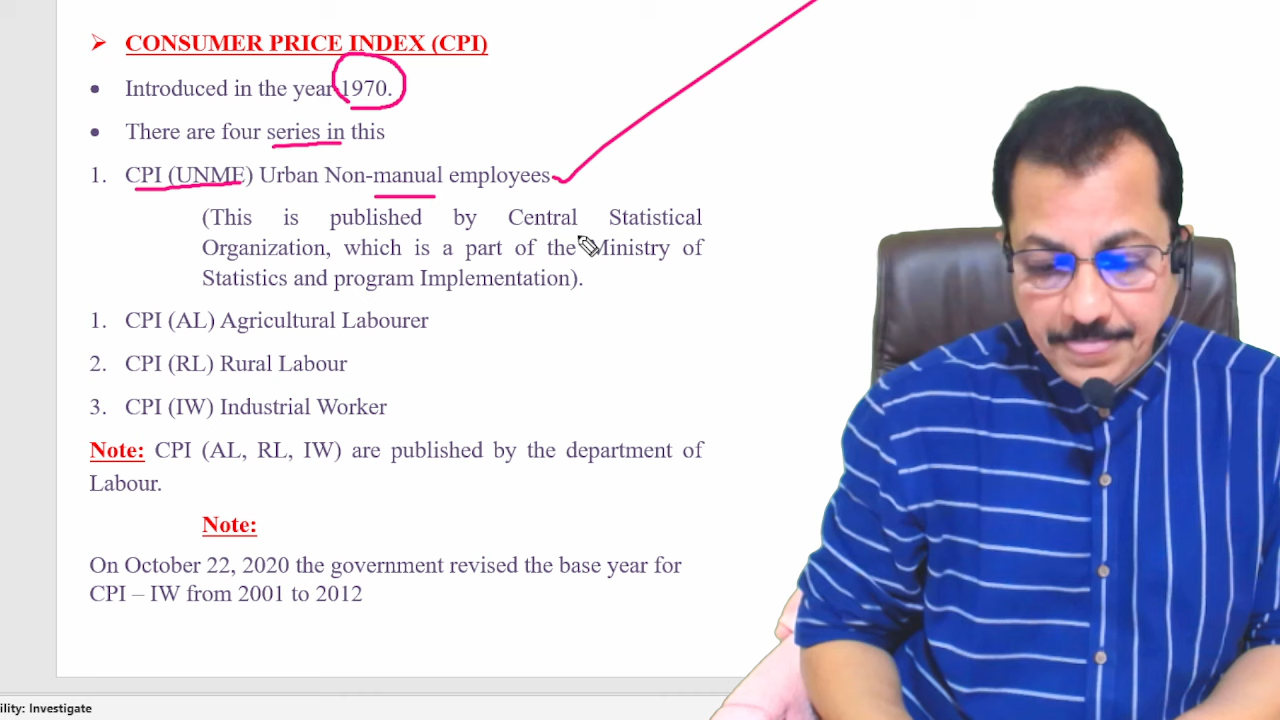 ➢ CONSUMER PRICE INDEX (CPI)
• Introduced in the year 1970.
• There are four series in this
1. CPI (UNME) Urban Non-manual employees
(This is published by Central Statistical
Organization, which is a part of the Ministry of
Statistics and program Implementation).
1. CPI (AL) Agricultural Labourer
2. CPI (RL) Rural Labour
3. CPI (IW) Industrial Worker
Note: CPI (AL, RL, IW) are published by the department of
Labour.
Note:
On October 22, 2020 the government revised the base year for
CPI – IW from 2001 to 2012
ility: Investigate